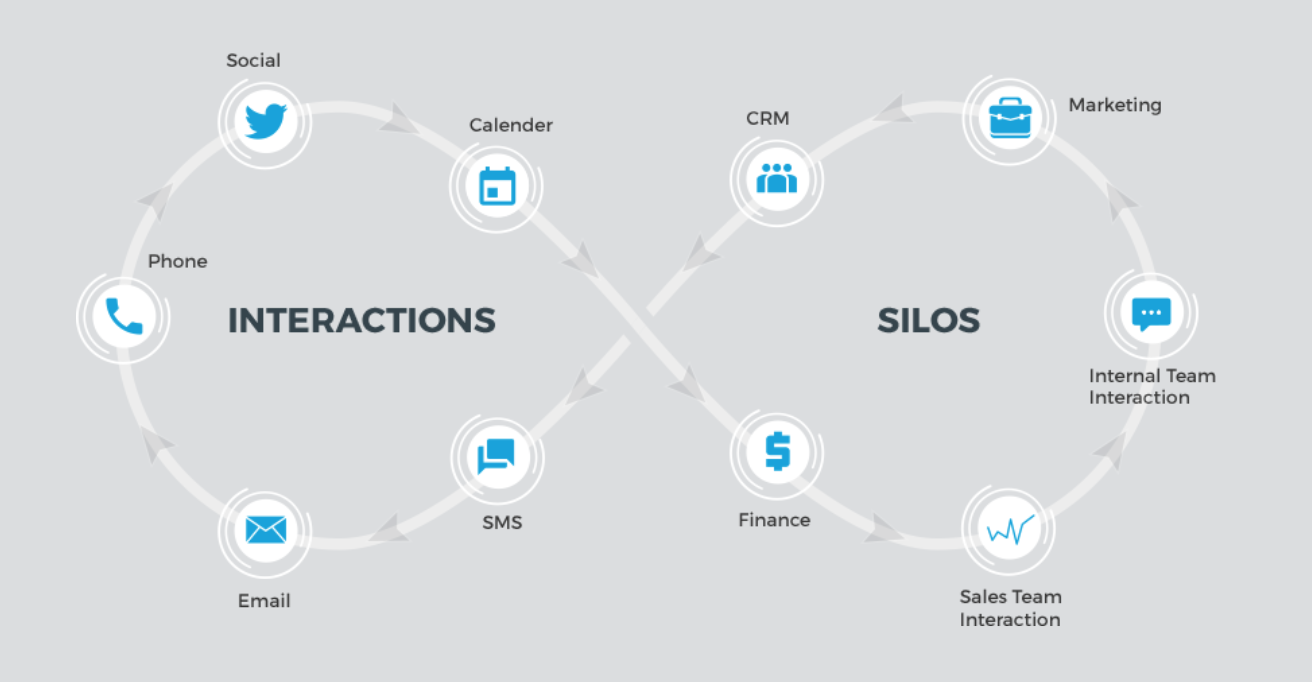 Social
Calender
CRM
Marketing
Phone
INTERACTIONS
SILOS
Internal Team
Interaction
SMS
Finance
Email
Sales Team
Interaction